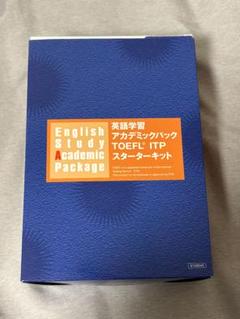 English
Study
Academic
Package
英語学習
アカデミックパック
TOEFL® ITP
スターターキット